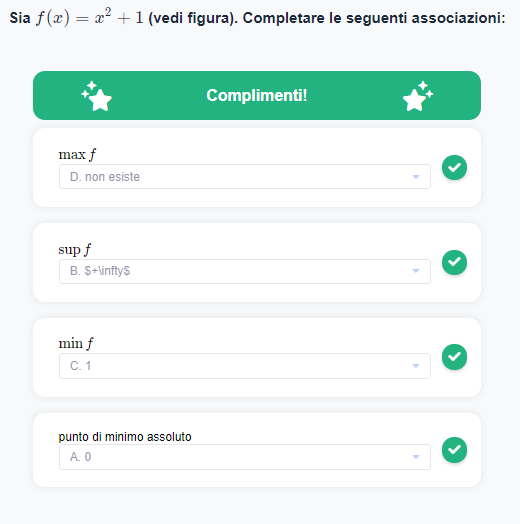 Sia f(x) = x² + 1 (vedi figura). Completare le seguenti associazioni:
Complimenti!
max f
D. non esiste
sup f
B. $+\infty$
min f
C. 1
punto di minimo assoluto
A. 0